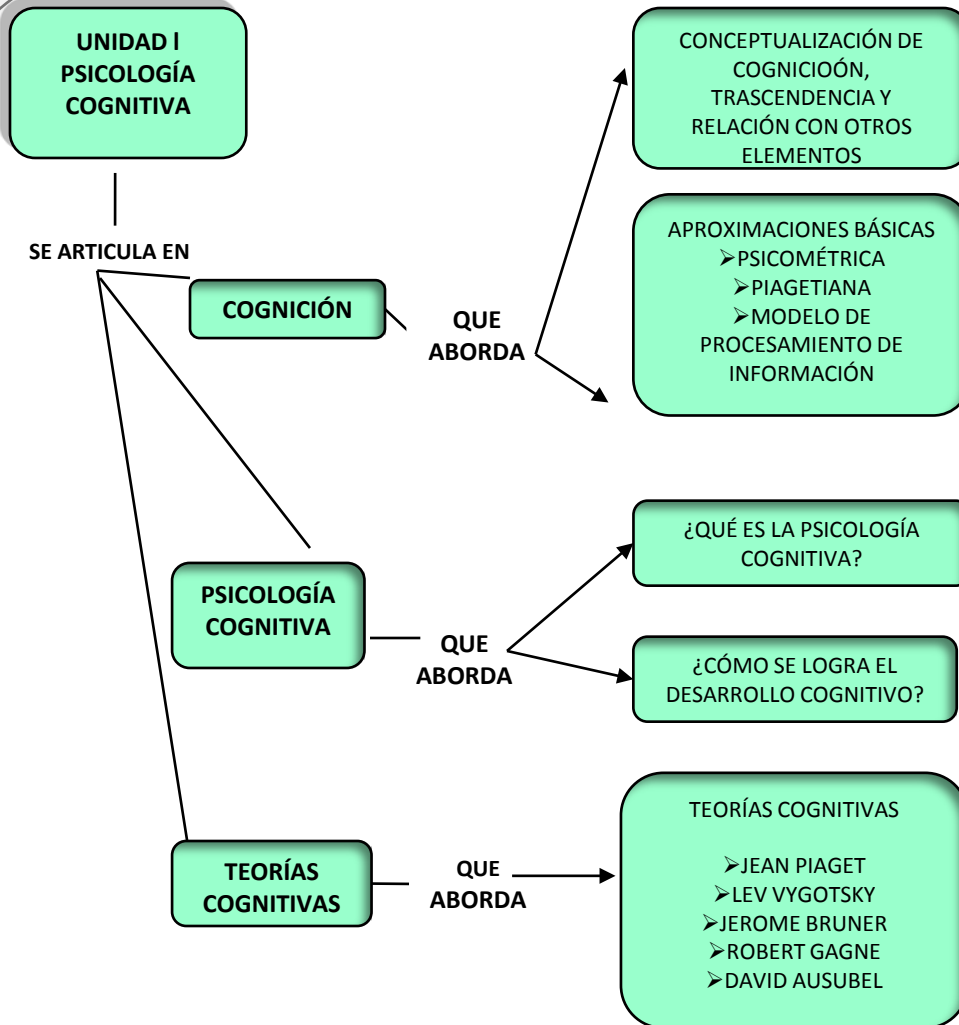 UNIDAD I
PSICOLOGÍA
COGNITIVA
SE ARTICULA EN
COGNICIÓN
QUE
ABORDA
CONCEPTUALIZACIÓN DE
COGNICIOÓN,
TRASCENDENCIA Y
RELACIÓN CON OTROS
ELEMENTOS
APROXIMACIONES BÁSICAS
➢PSICOMÉTRICA
➢PIAGETIANA
➢MODELO DE
PROCESAMIENTO DE
INFORMACIÓN
PSICOLOGÍA
COGNITIVA
QUE
ABORDA
¿QUÉ ES LA PSICOLOGÍA
COGNITIVA?
¿CÓMO SE LOGRA EL
DESARROLLO COGNITIVO?
TEORÍAS
COGNITIVAS
QUE
ABORDA
TEORÍAS COGNITIVAS
➢JEAN PIAGET
➢LEV VYGOTSKY
➢JEROME BRUNER
➢ROBERT GAGNE
➢DAVID AUSUBEL